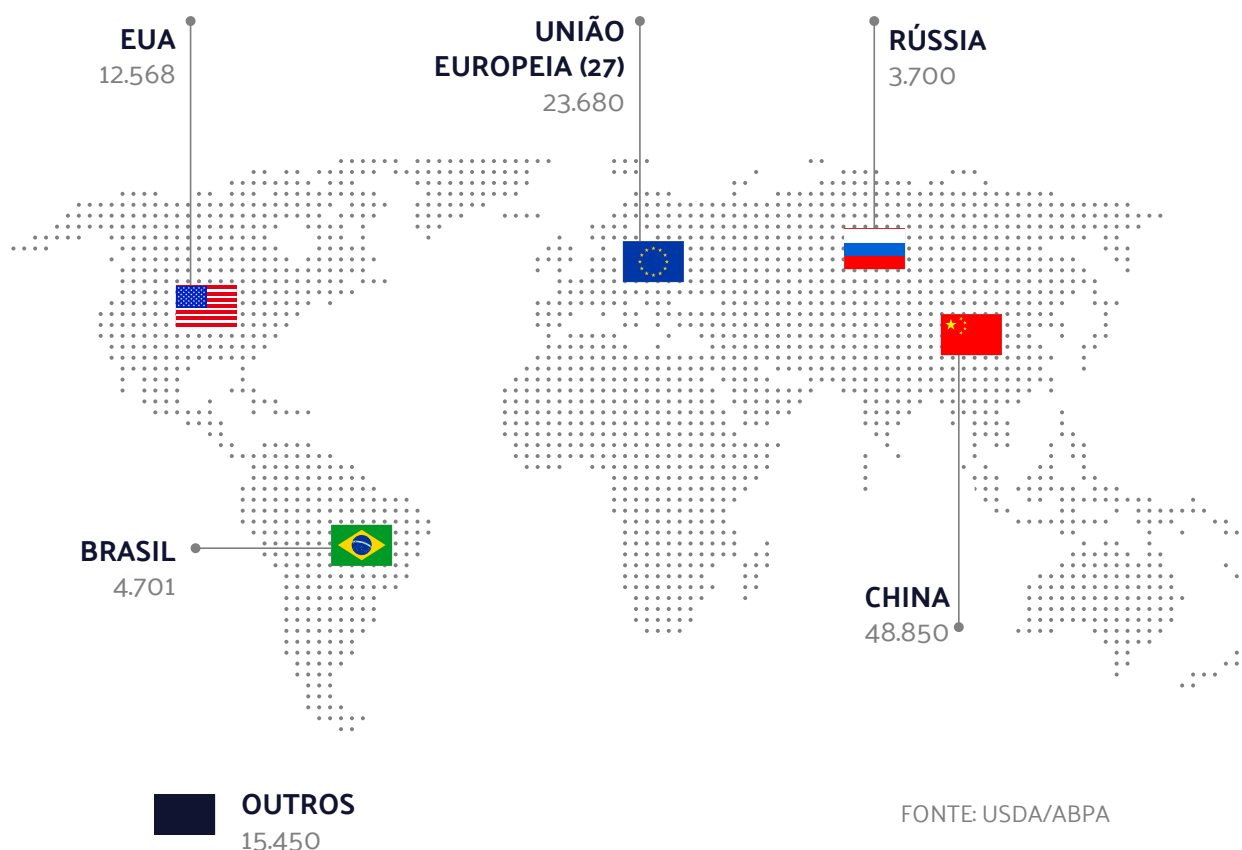 EUA
12.568
UNIÃO
EUROPEIA (27)
23.680
RÚSSIA
3.700
BRASIL
4.701
CHINA
48.850
OUTROS
15.450
FONTE: USDA/ABPA